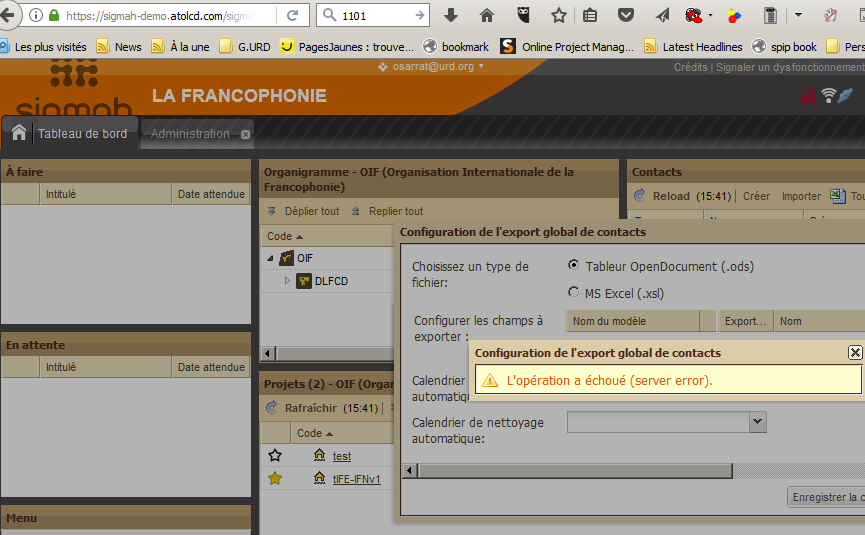 https://sigmah-demo.atolcd.com/sigma
1101
Les plus visités
News
À la une
G.URD
PagesJaunes : trouve...
bookmark
Online Project Manag...
Latest Headlines
spip book
Pers
sigmah
LA FRANCOPHONIE
osarrat@urd.org
Crédits | Signaler un dysfonctionnement
Tableau de bord
Administration
À faire
Intitulé
Date attendue
En attente
Intitulé
Date attendue
Menu
Organigramme - OIF (Organisation Internationale de la
Francophonie)
Déplier tout
Replier tout
Code
OIF
DLFCD
Projets (2) - OIF (Organ
Rafraîchir (15:41)
Code
test
tIFE-IFNv1
Contacts
Reload (15:41)
Créer
Importer
Tou
Configuration de l'export global de contacts
Choisissez un type de
fichier:
Tableur OpenDocument (.ods)
MS Excel (.xsl)
Configurer les champs à
exporter :
Nom du modèle
Export...
Nom
Calendrier
automatiqu
Calendrier de nettoyage
automatique:
Enregistrer la c
Configuration de l'export global de contacts
L'opération a échoué (server error).